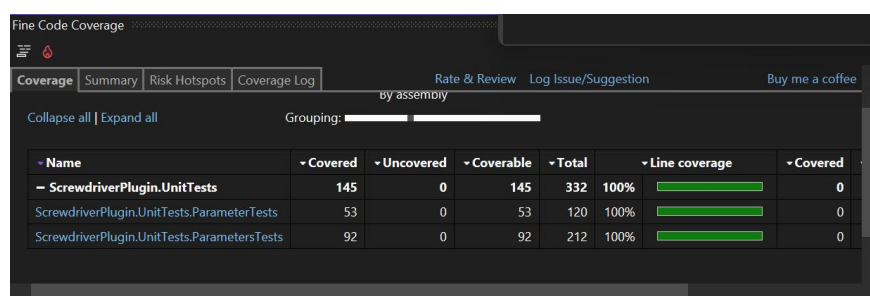 Fine Code Coverage
Coverage Summary Risk Hotspots Coverage Log Rate & Review Log Issue/Suggestion Buy me a coffee
By assembly
Collapse all | Expand all Grouping:
Name Covered Uncovered Coverable Total Line coverage Covered
– ScrewdriverPlugin.UnitTests 145 0 145 332 100% 0
ScrewdriverPlugin.UnitTests.ParameterTests 53 0 53 120 100% 0
ScrewdriverPlugin.UnitTests.ParametersTests 92 0 92 212 100% 0